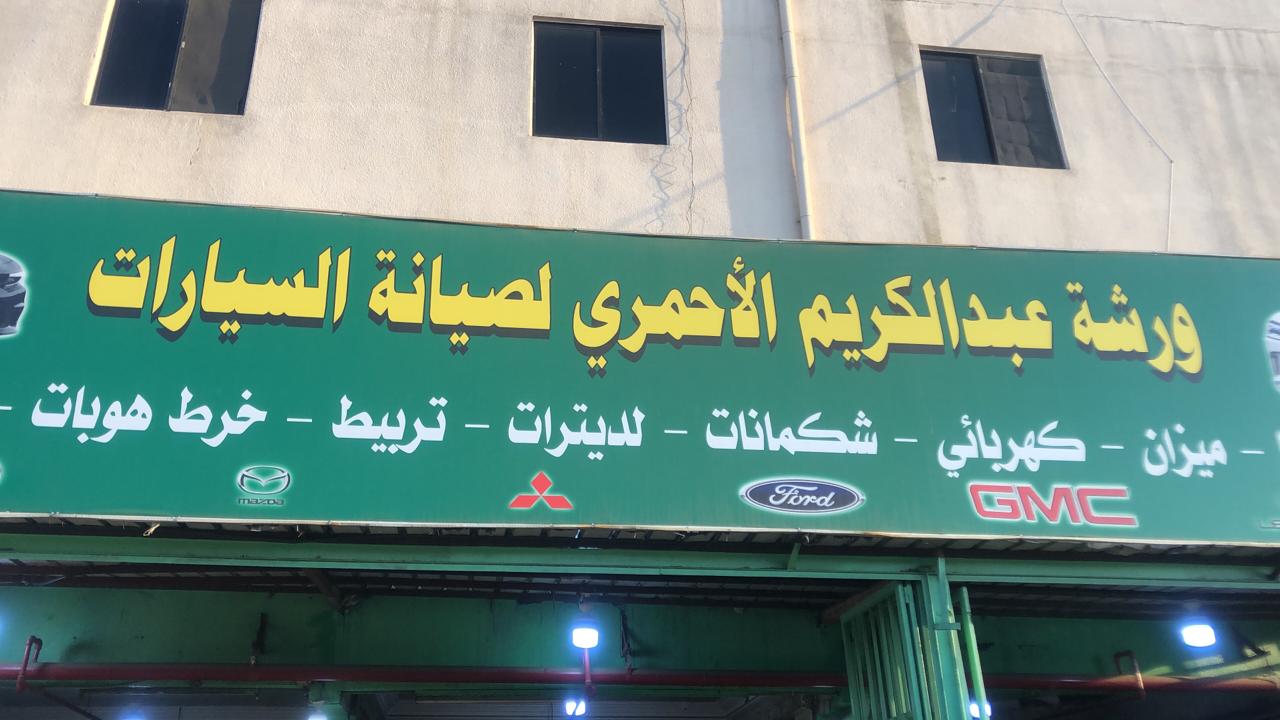 ورشة عبدالكريم الأحمري لصيانة السيارات
- ميزان - كهربائي - شكمانات - لديترات - تربيط - خرط هوبات -
GMC Ford mazda